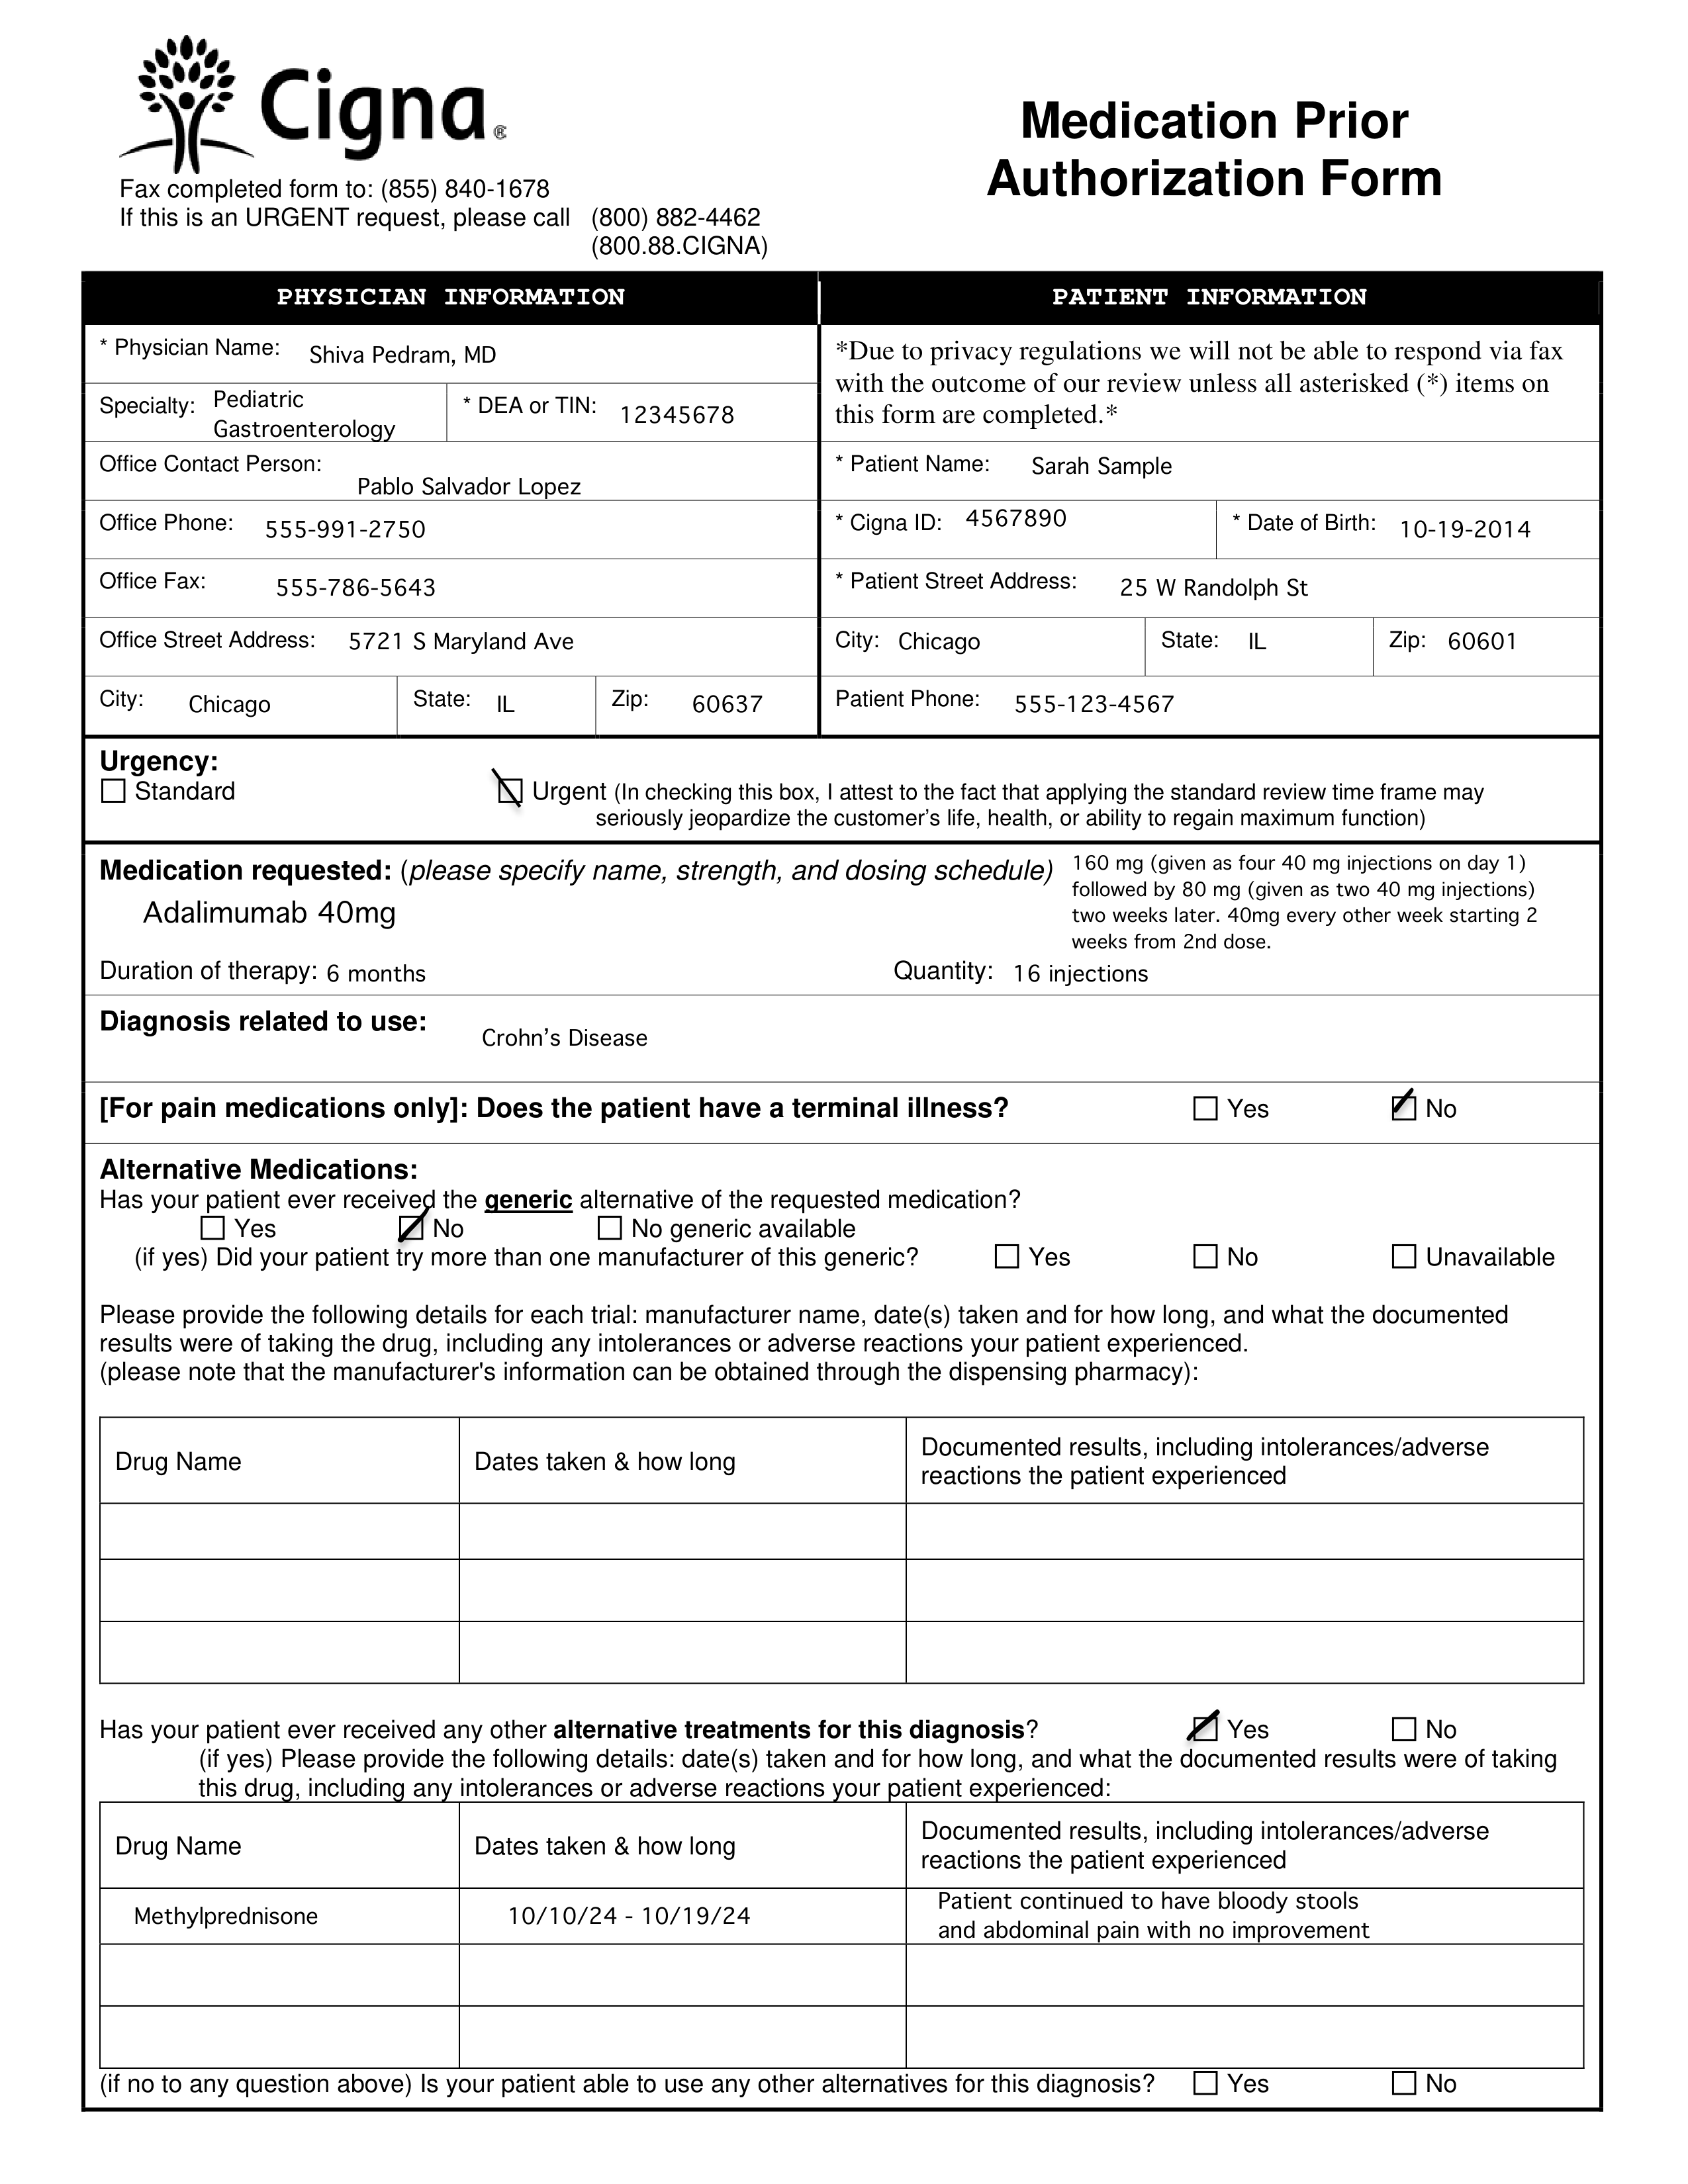 Cigna®
Medication Prior
Authorization Form
Fax completed form to: (855) 840-1678
If this is an URGENT request, please call (800) 882-4462
(800.88.CIGNA)
PHYSICIAN INFORMATION
PATIENT INFORMATION
* Physician Name: Shiva Pedram, MD
*Due to privacy regulations we will not be able to respond via fax
with the outcome of our review unless all asterisked (*) items on
this form are completed.*
Specialty: Pediatric
Gastroenterology
* DEA or TIN: 12345678
Office Contact Person:
Pablo Salvador Lopez
* Patient Name: Sarah Sample
Office Phone: 555-991-2750
* Cigna ID: 4567890
* Date of Birth: 10-19-2014
Office Fax: 555-786-5643
* Patient Street Address: 25 W Randolph St
Office Street Address: 5721 S Maryland Ave
City: Chicago
State: IL
Zip: 60601
City: Chicago
State: IL
Zip: 60637
Patient Phone: 555-123-4567
Urgency:
Standard
Urgent (In checking this box, I attest to the fact that applying the standard review time frame may
seriously jeopardize the customer's life, health, or ability to regain maximum function)
Medication requested: (please specify name, strength, and dosing schedule)
Adalimumab 40mg
160 mg (given as four 40 mg injections on day 1)
followed by 80 mg (given as two 40 mg injections)
two weeks later. 40mg every other week starting 2
weeks from 2nd dose.
Duration of therapy: 6 months
Quantity: 16 injections
Diagnosis related to use: Crohn's Disease
[For pain medications only]: Does the patient have a terminal illness? Yes No
Alternative Medications:
Has your patient ever received the generic alternative of the requested medication?
Yes No No generic available
(if yes) Did your patient try more than one manufacturer of this generic? Yes No Unavailable
Please provide the following details for each trial: manufacturer name, date(s) taken and for how long, and what the documented
results were of taking the drug, including any intolerances or adverse reactions your patient experienced.
(please note that the manufacturer's information can be obtained through the dispensing pharmacy):
Drug Name
Dates taken & how long
Documented results, including intolerances/adverse
reactions the patient experienced
Has your patient ever received any other alternative treatments for this diagnosis? Yes No
(if yes) Please provide the following details: date(s) taken and for how long, and what the documented results were of taking
this drug, including any intolerances or adverse reactions your patient experienced:
Drug Name
Dates taken & how long
Documented results, including intolerances/adverse
reactions the patient experienced
Methylprednisone
10/10/24 - 10/19/24
Patient continued to have bloody stools
and abdominal pain with no improvement
(if no to any question above) Is your patient able to use any other alternatives for this diagnosis? Yes No